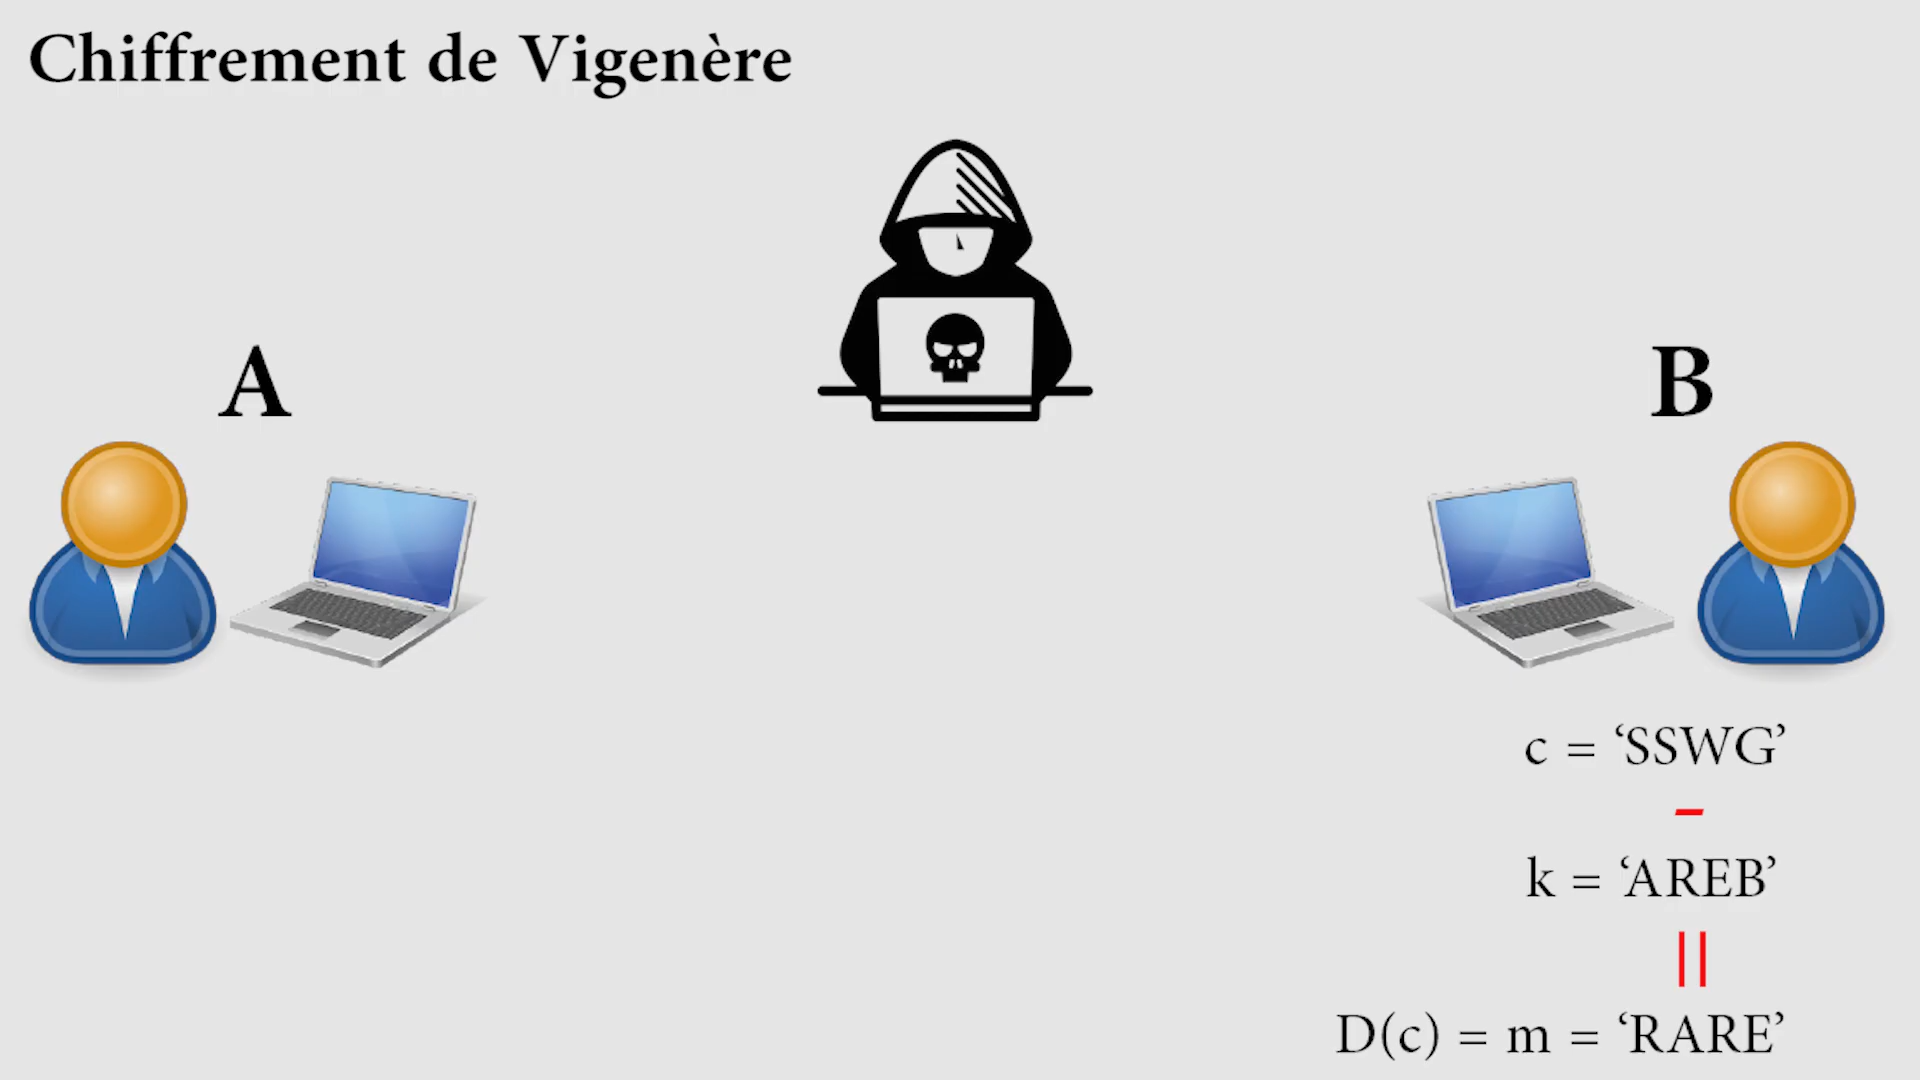 Chiffrement de Vigenère
A
B
c = ‘SSWG’
–
k = ‘AREB’
||
D(c) = m = ‘RARE’